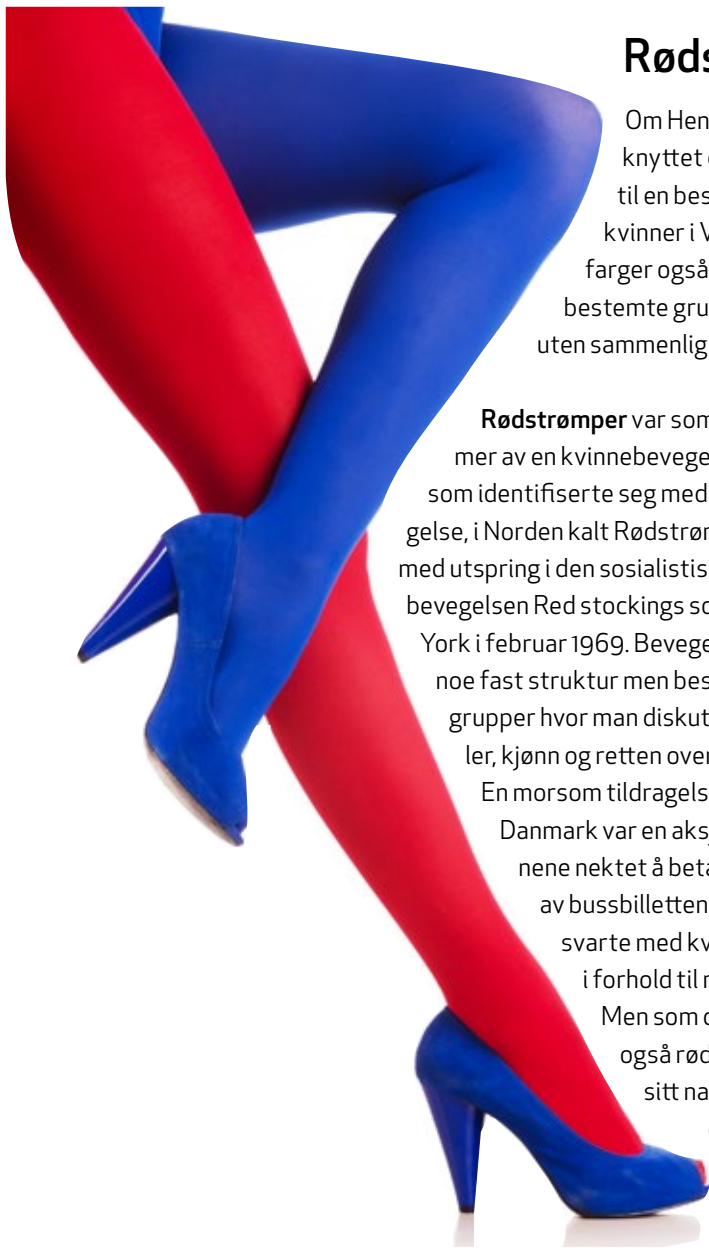 Røds
Om Hen
knyttet
til en bes
kvinner i V
farger også
bestemte gru
uten sammenlig
Rødstrømper var som
mer av en kvinnebevege
som identifiserte seg med
gelse, i Norden kalt Rødstrøm
med utspring i den sosialistis
bevegelsen Red stockings so
York i februar 1969. Bevege
noe fast struktur men bes
grupper hvor man diskut
ler, kjønn og retten over
En morsom tildragels
Danmark var en aksj
nene nektet å beta
av bussbilletten
svarte med kv
i forhold til
Men som
også rød
sitt na